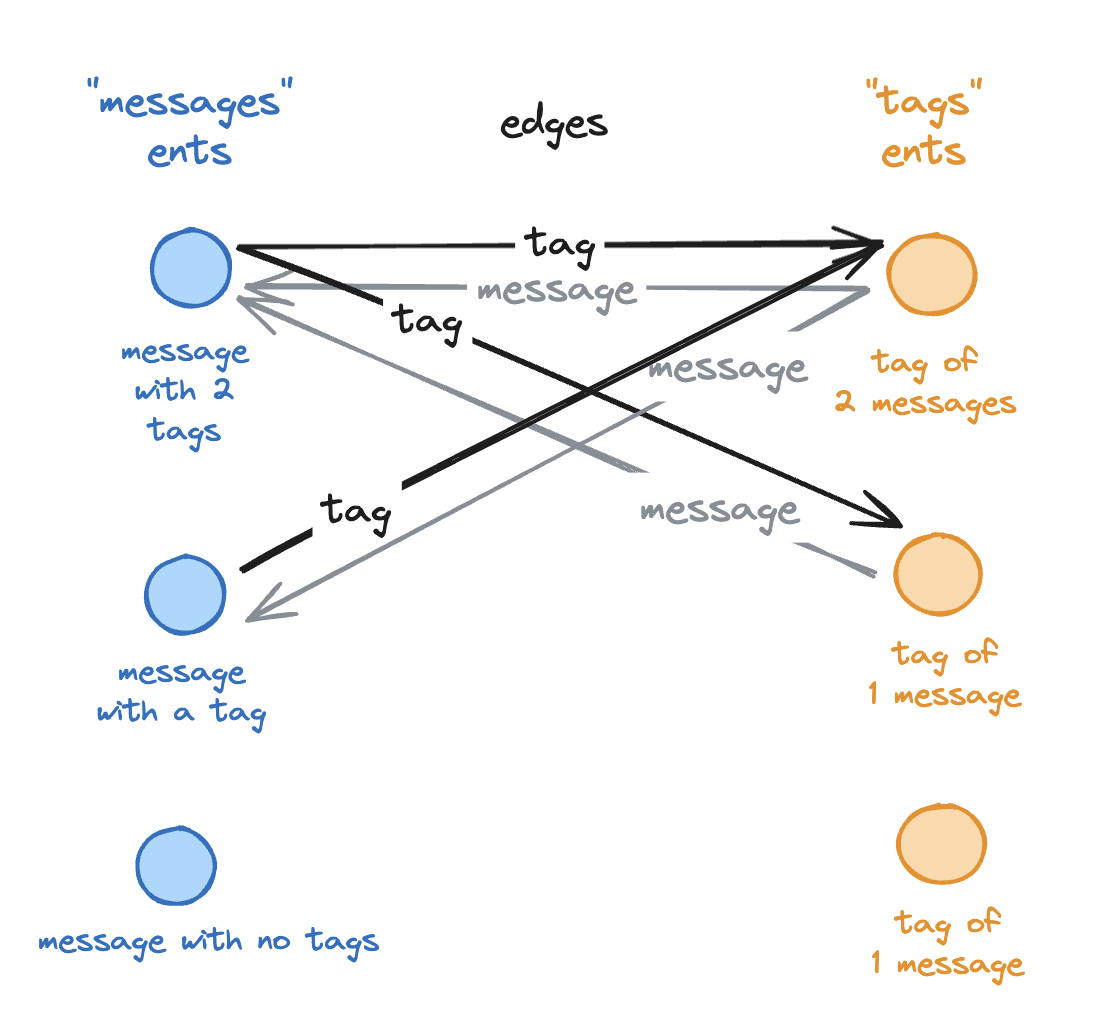 "messages"
ents
edges
"tags"
ents
tag
message
tag
message
message
with 2
tags
tag of
2 messages
tag
message
message
with a tag
tag of
1 message
message with no tags
tag of
1 message